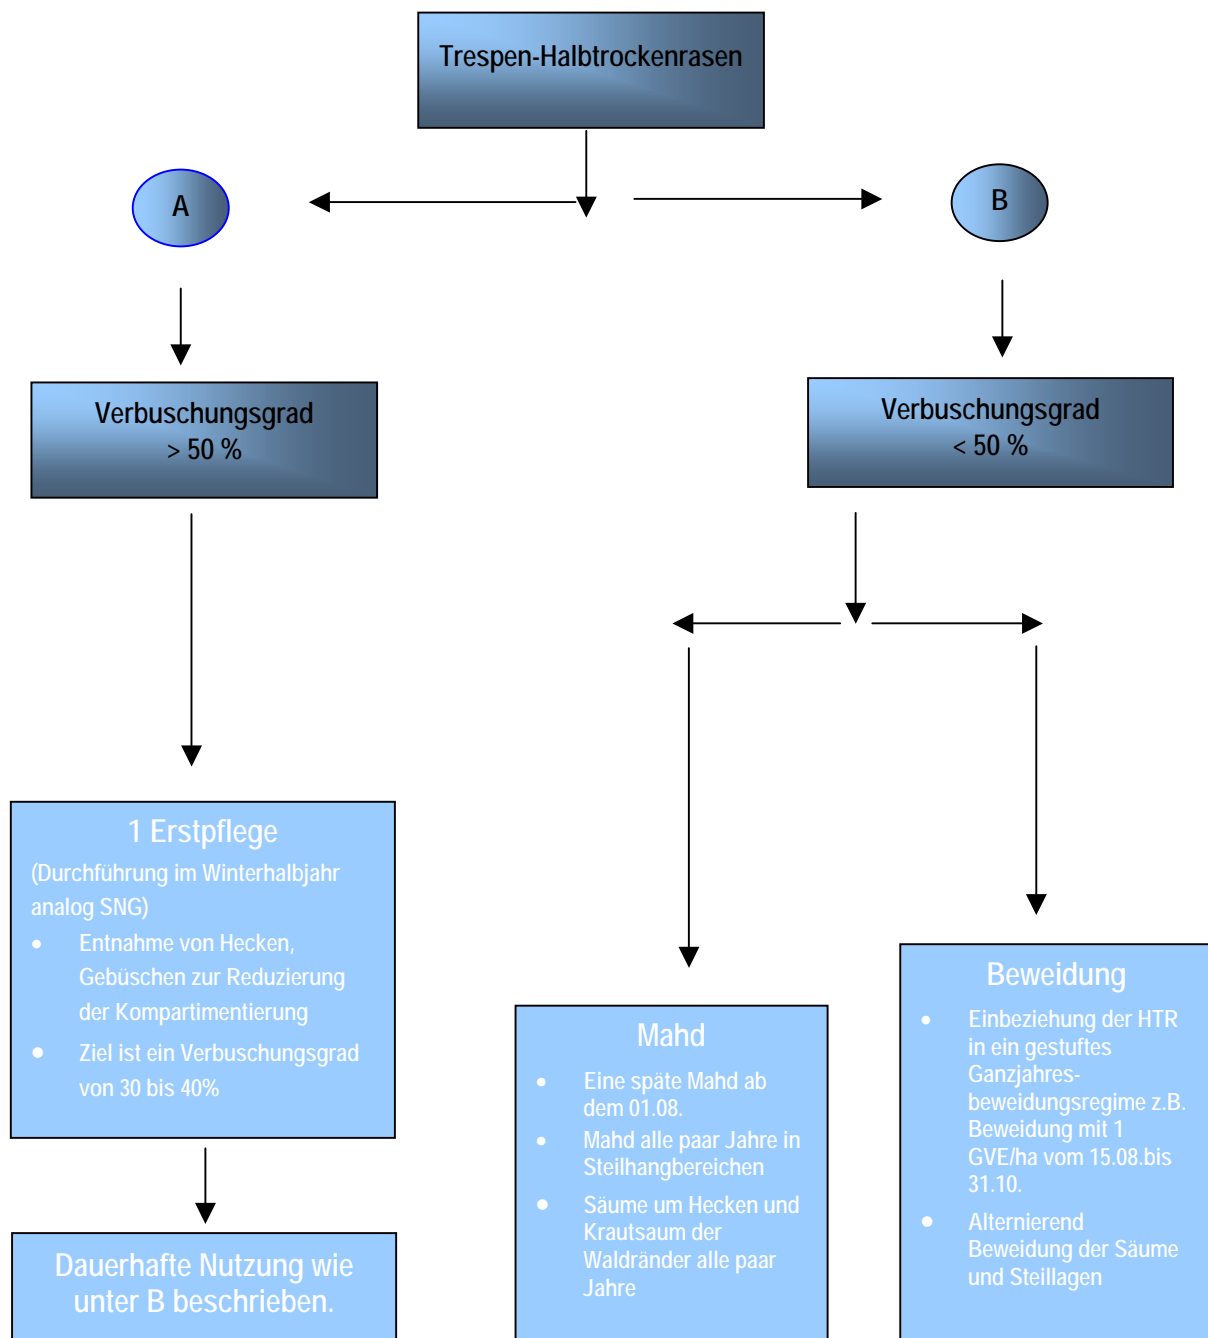 Trespen-Halbtrockenrasen
A
B
Verbuschungsgrad
> 50 %
Verbuschungsgrad
< 50 %
1 Erstpflege
(Durchführung im Winterhalbjahr
analog SNG)
• Entnahme von Hecken,
Gebüschen zur Reduzierung
der Kompartimentierung
• Ziel ist ein Verbuschungsgrad
von 30 bis 40%
Dauerhafte Nutzung wie
unter B beschrieben.
Mahd
• Eine späte Mahd ab
dem 01.08.
• Mahd alle paar Jahre in
Steilhangbereichen
• Säume um Hecken und
Krautsaum der
Waldränder alle paar
Jahre
Beweidung
• Einbeziehung der HTR
in ein gestuftes
Ganzjahres-
beweidungsregime z.B.
Beweidung mit 1
GVE/ha vom 15.08.bis
31.10.
• Alternierend
Beweidung der Säume
und Steillagen